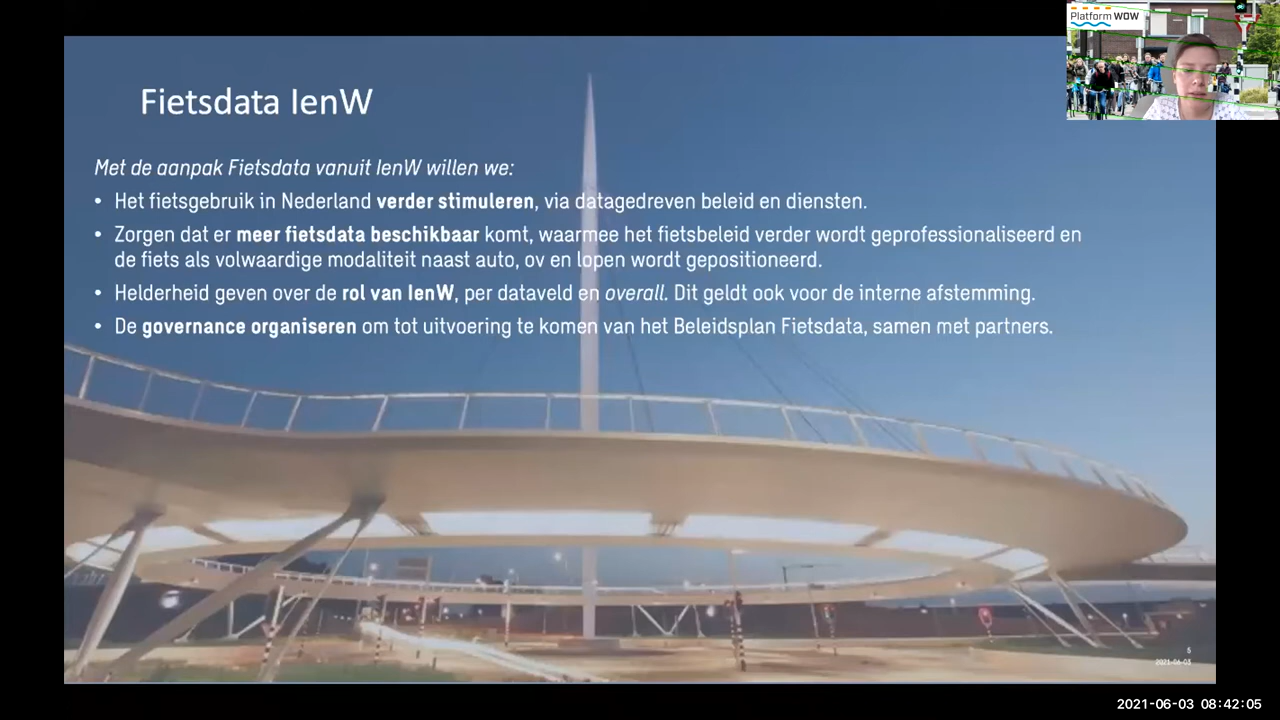 Platform WOW
Fietsdata IenW
Met de aanpak Fietsdata vanuit IenW willen we:
• Het fietsgebruik in Nederland verder stimuleren, via datagedreven beleid en diensten.
• Zorgen dat er meer fietsdata beschikbaar komt, waarmee het fietsbeleid verder wordt geprofessionaliseerd en
de fiets als volwaardige modaliteit naast auto, ov en lopen wordt gepositioneerd.
• Helderheid geven over de rol van IenW, per dataveld en overall. Dit geldt ook voor de interne afstemming.
• De governance organiseren om tot uitvoering te komen van het Beleidsplan Fietsdata, samen met partners.
2021-06-03
2021-06-03 08:42:05